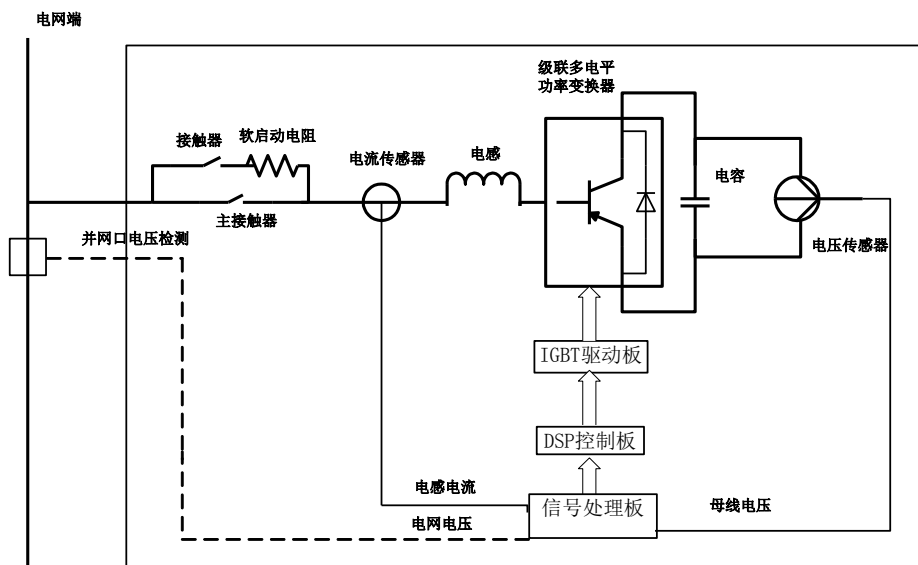 电网端
级联多电平
功率变换器
接触器
软启动电阻
电流传感器
电感
电容
主接触器
并网口电压检测
电压传感器
IGBT驱动板
DSP控制板
电感电流
信号处理板
母线电压
电网电压